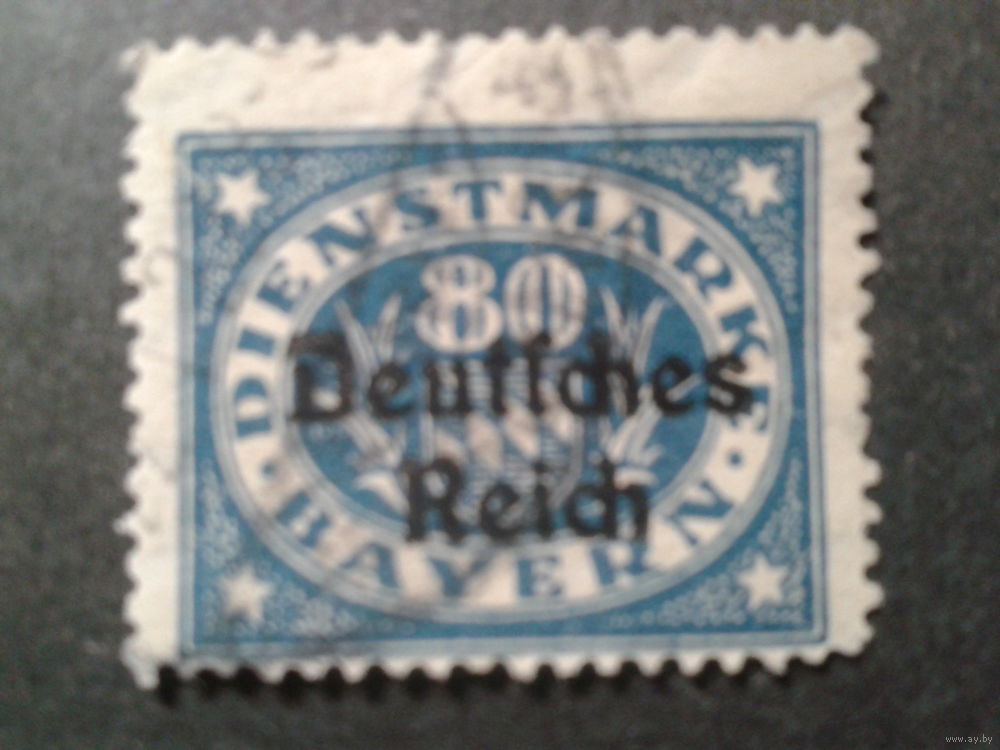 DIENSTMARKE
80
Deutsches
Reich
· BAYERN ·
www.ay.by